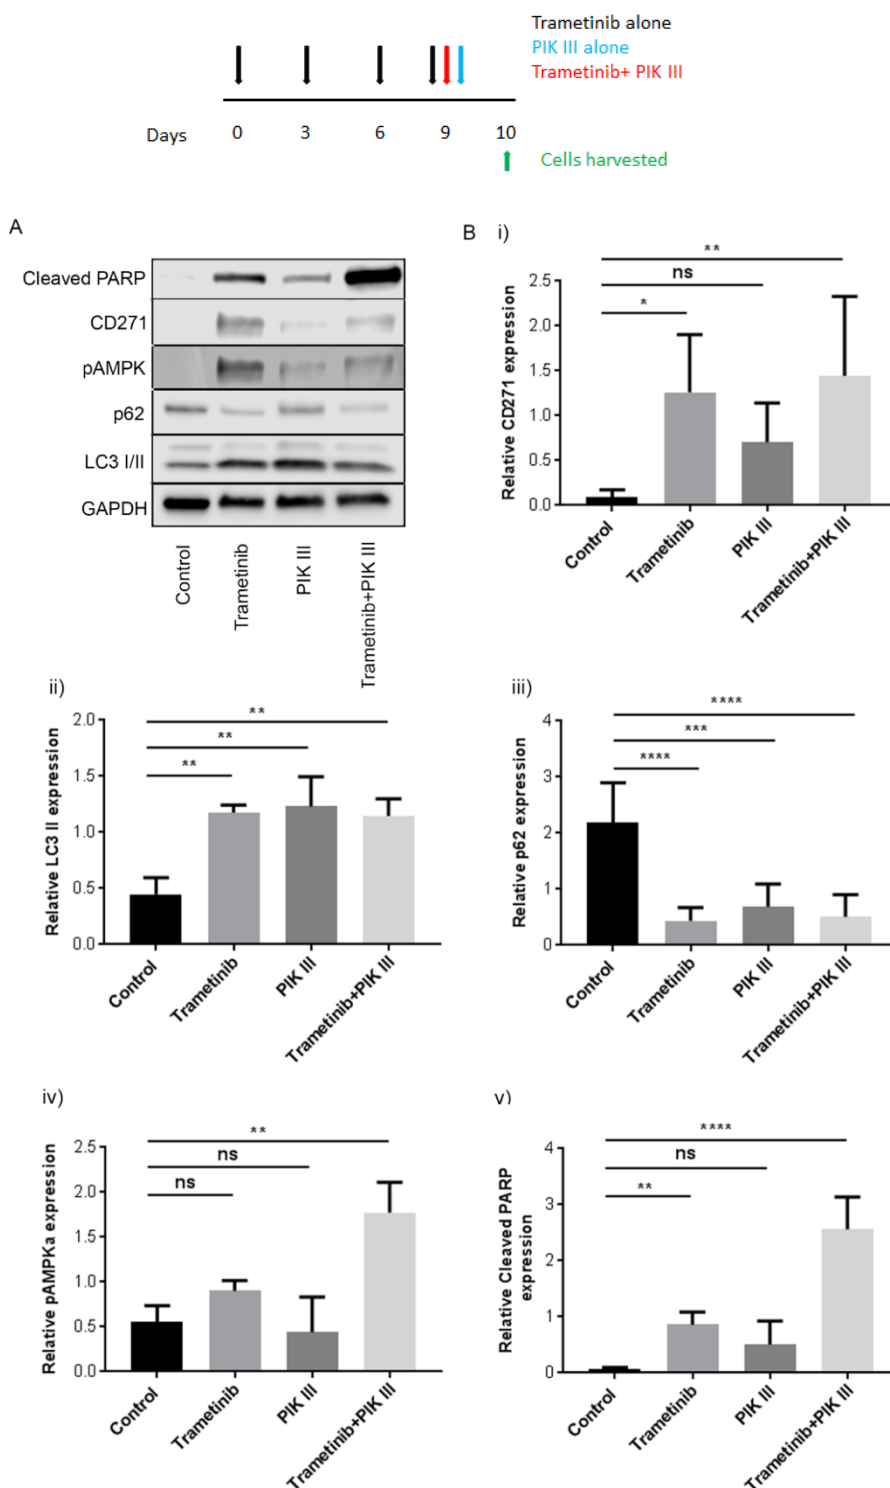 Trametinib alone
PIK III alone
Trametinib+ PIK III
Days 0 3 6 9 10
Cells harvested
A
Cleaved PARP
CD271
pAMPK
p62
LC3 I/II
GAPDH
Control
Trametinib
PIK III
Trametinib+PIK III
B i)
**
ns
*
2.5
2.0
1.5
1.0
0.5
0.0
Relative CD271 expression
Control
Trametinib
PIK III
Trametinib+PIK III
ii)
**
**
**
2.0
1.5
1.0
0.5
0.0
Relative LC3 II expression
Control
Trametinib
PIK III
Trametinib+PIK III
iii)
****
***
****
4
3
2
1
0
Relative p62 expression
Control
Trametinib
PIK III
Trametinib+PIK III
iv)
**
ns
ns
2.5
2.0
1.5
1.0
0.5
0.0
Relative pAMPKa expression
Control
Trametinib
PIK III
Trametinib+PIK III
v)
****
ns
**
4
3
2
1
0
Relative Cleaved PARP
expression
Control
Trametinib
PIK III
Trametinib+PIK III